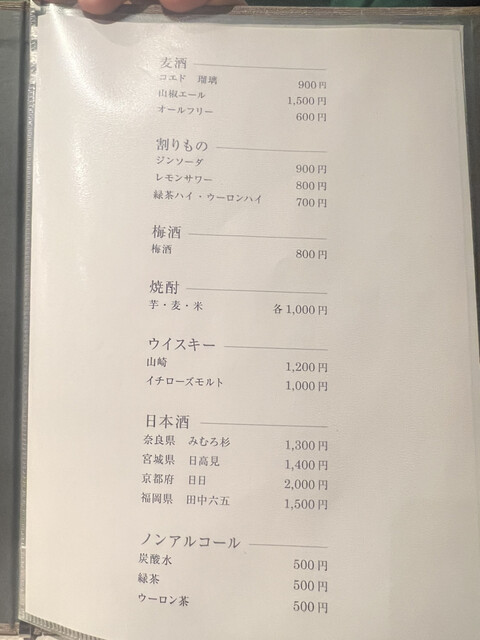 麦酒
コエド 瑠璃 900円
山椒エール 1,500円
オールフリー 600円
割りもの
ジンソーダ 900円
レモンサワー 800円
緑茶ハイ・ウーロンハイ 700円
梅酒
梅酒 800円
焼酎
芋・麦・米 各1,000円
ウイスキー
山崎 1,200円
イチローズモルト 1,000円
日本酒
奈良県 みむろ杉 1,300円
宮城県 日高見 1,400円
京都府 日日 2,000円
福岡県 田中六五 1,500円
ノンアルコール
炭酸水 500円
緑茶 500円
ウーロン茶 500円